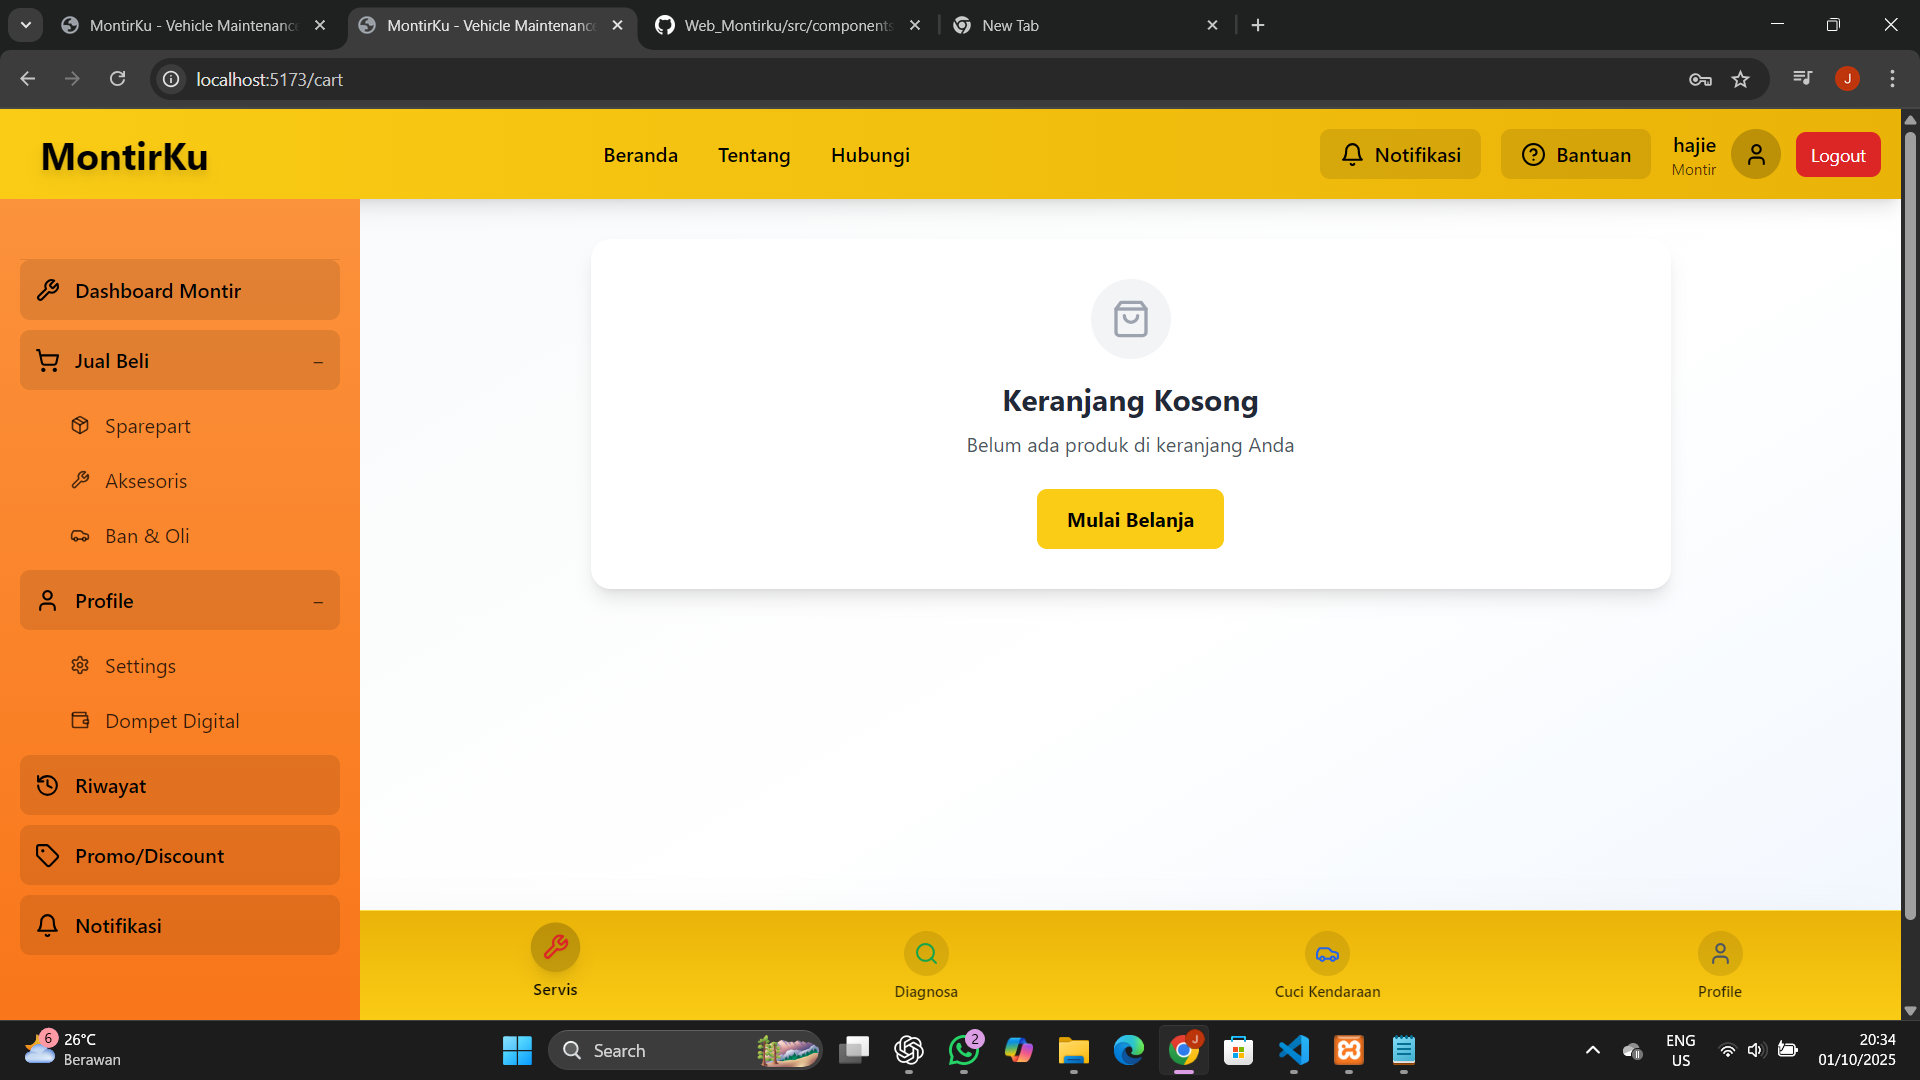 MontirKu - Vehicle Maintenance
MontirKu - Vehicle Maintenance
Web_Montirku/src/components
New Tab
localhost:5173/cart
J
MontirKu
Beranda
Tentang
Hubungi
Notifikasi
Bantuan
hajie
Montir
Logout
Dashboard Montir
Jual Beli
–
Sparepart
Aksesoris
Ban & Oli
Profile
–
Settings
Dompet Digital
Riwayat
Promo/Discount
Notifikasi
Keranjang Kosong
Belum ada produk di keranjang Anda
Mulai Belanja
Servis
Diagnosa
Cuci Kendaraan
Profile
6
26°C
Berawan
Search
2
J
ENG
US
20:34
01/10/2025